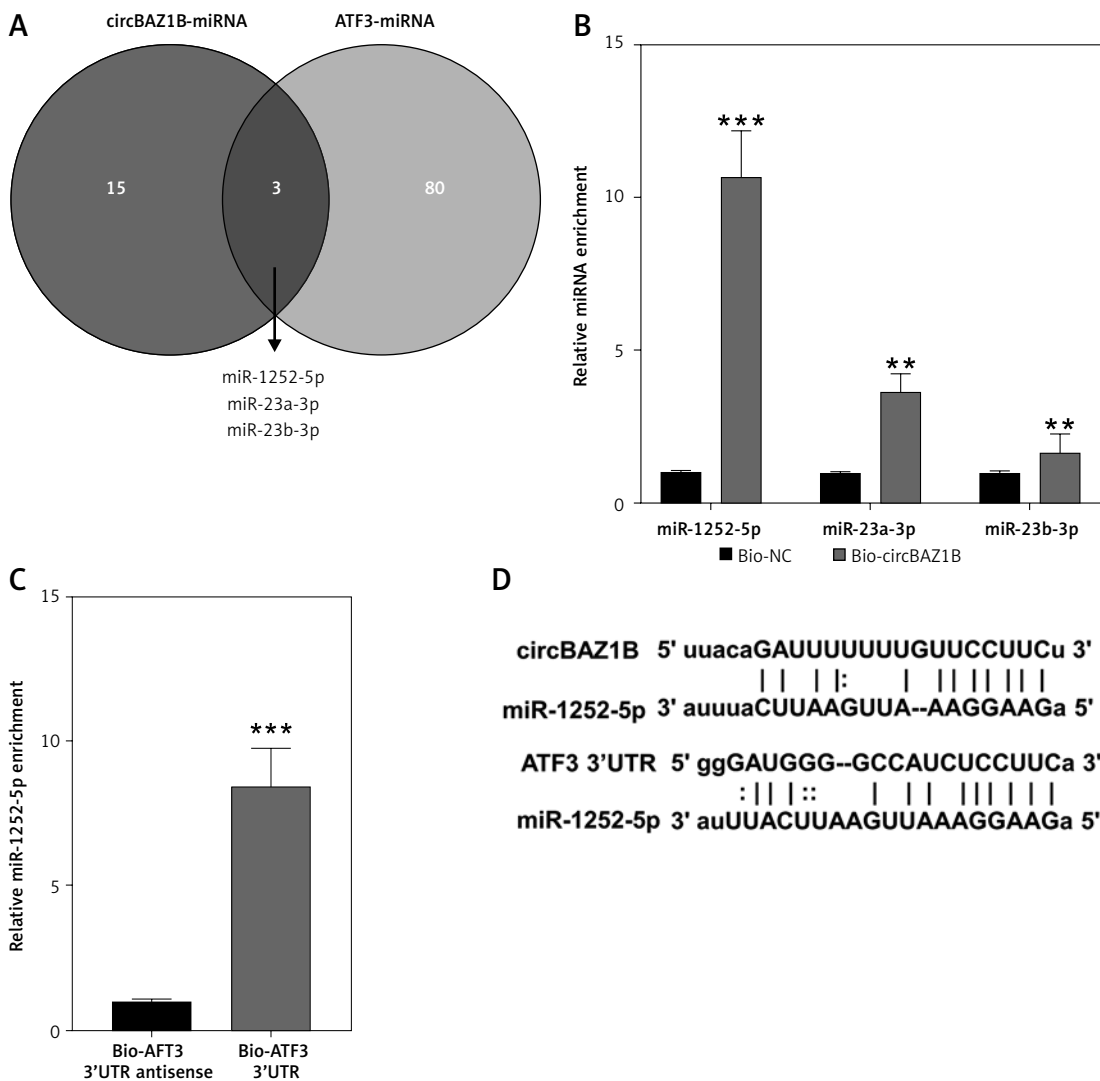 A
circBAZ1B-miRNA
ATF3-miRNA
15
3
80
miR-1252-5p
miR-23a-3p
miR-23b-3p
B
Relative miRNA enrichment
15
10
5
0
***
**
**
miR-1252-5p
miR-23a-3p
miR-23b-3p
Bio-NC
Bio-circBAZ1B
C
Relative miR-1252-5p enrichment
15
10
5
0
***
Bio-AFT3
3'UTR antisense
Bio-ATF3
3'UTR
D
circBAZ1B 5' uuacaGAUUUUUUUGUUCCUUCu 3'
miR-1252-5p 3' auuuaCUUAAGUUA--AAGGAAGa 5'
ATF3 3'UTR 5' ggGAUGGG--GCCAUCUCCUUCa 3'
miR-1252-5p 3' auUUACUUAAGUUAAAGGAAGa 5'